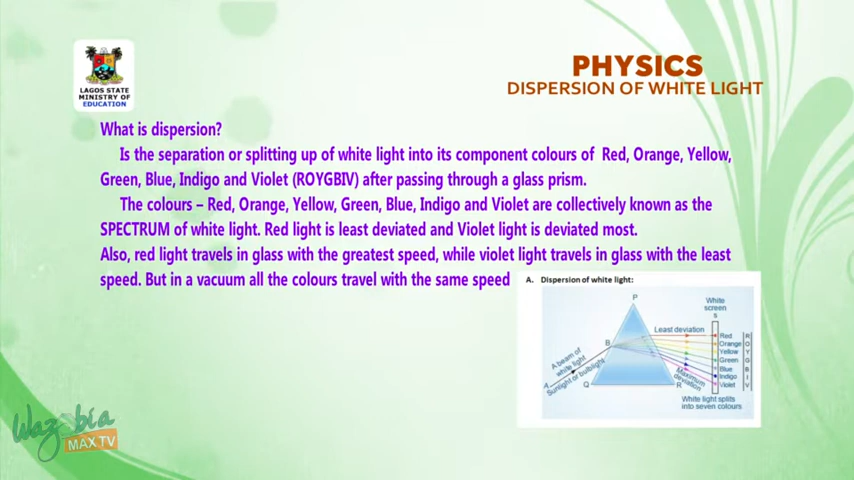 LAGOS STATE
MINISTRY OF
EDUCATION
PHYSICS
DISPERSION OF WHITE LIGHT
What is dispersion?
Is the separation or splitting up of white light into its component colours of Red, Orange, Yellow,
Green, Blue, Indigo and Violet (ROYGBIV) after passing through a glass prism.
The colours – Red, Orange, Yellow, Green, Blue, Indigo and Violet are collectively known as the
SPECTRUM of white light. Red light is least deviated and Violet light is deviated most.
Also, red light travels in glass with the greatest speed, while violet light travels in glass with the least
speed. But in a vacuum all the colours travel with the same speed
A. Dispersion of white light:
P
White
screen
s
Least deviation
B
A beam of
white light
A
Sunlight or bulblight
Q
R
Maximum
deviation
Red R
Orange O
Yellow Y
Green G
Blue B
Indigo I
Violet V
White light splits
into seven colours
Wazobia
MAX TV